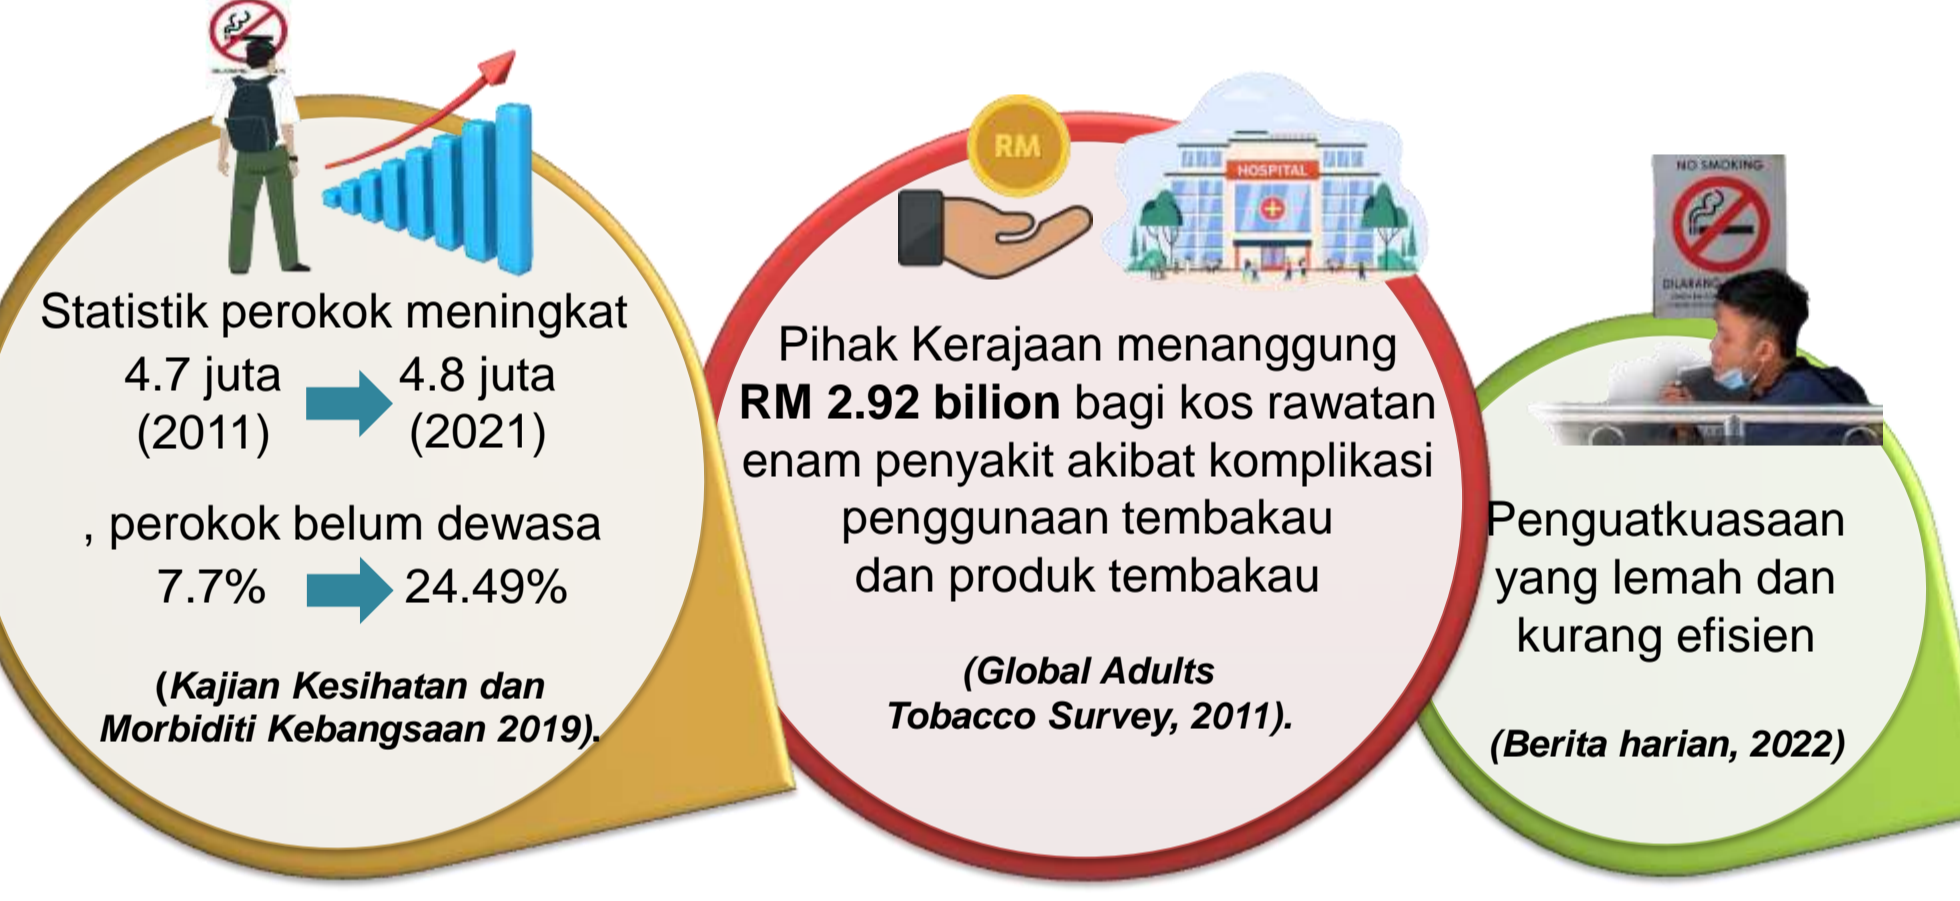 Statistik perokok meningkat
4.7 juta 4.8 juta
(2011) (2021)
, perokok belum dewasa
7.7% 24.49%
(Kajian Kesihatan dan
Morbiditi Kebangsaan 2019).
RM
HOSPITAL
Pihak Kerajaan menanggung
RM 2.92 bilion bagi kos rawatan
enam penyakit akibat komplikasi
penggunaan tembakau
dan produk tembakau
(Global Adults
Tobacco Survey, 2011).
NO SMOKING
DILARANG
Penguatkuasaan
yang lemah dan
kurang efisien
(Berita harian, 2022)